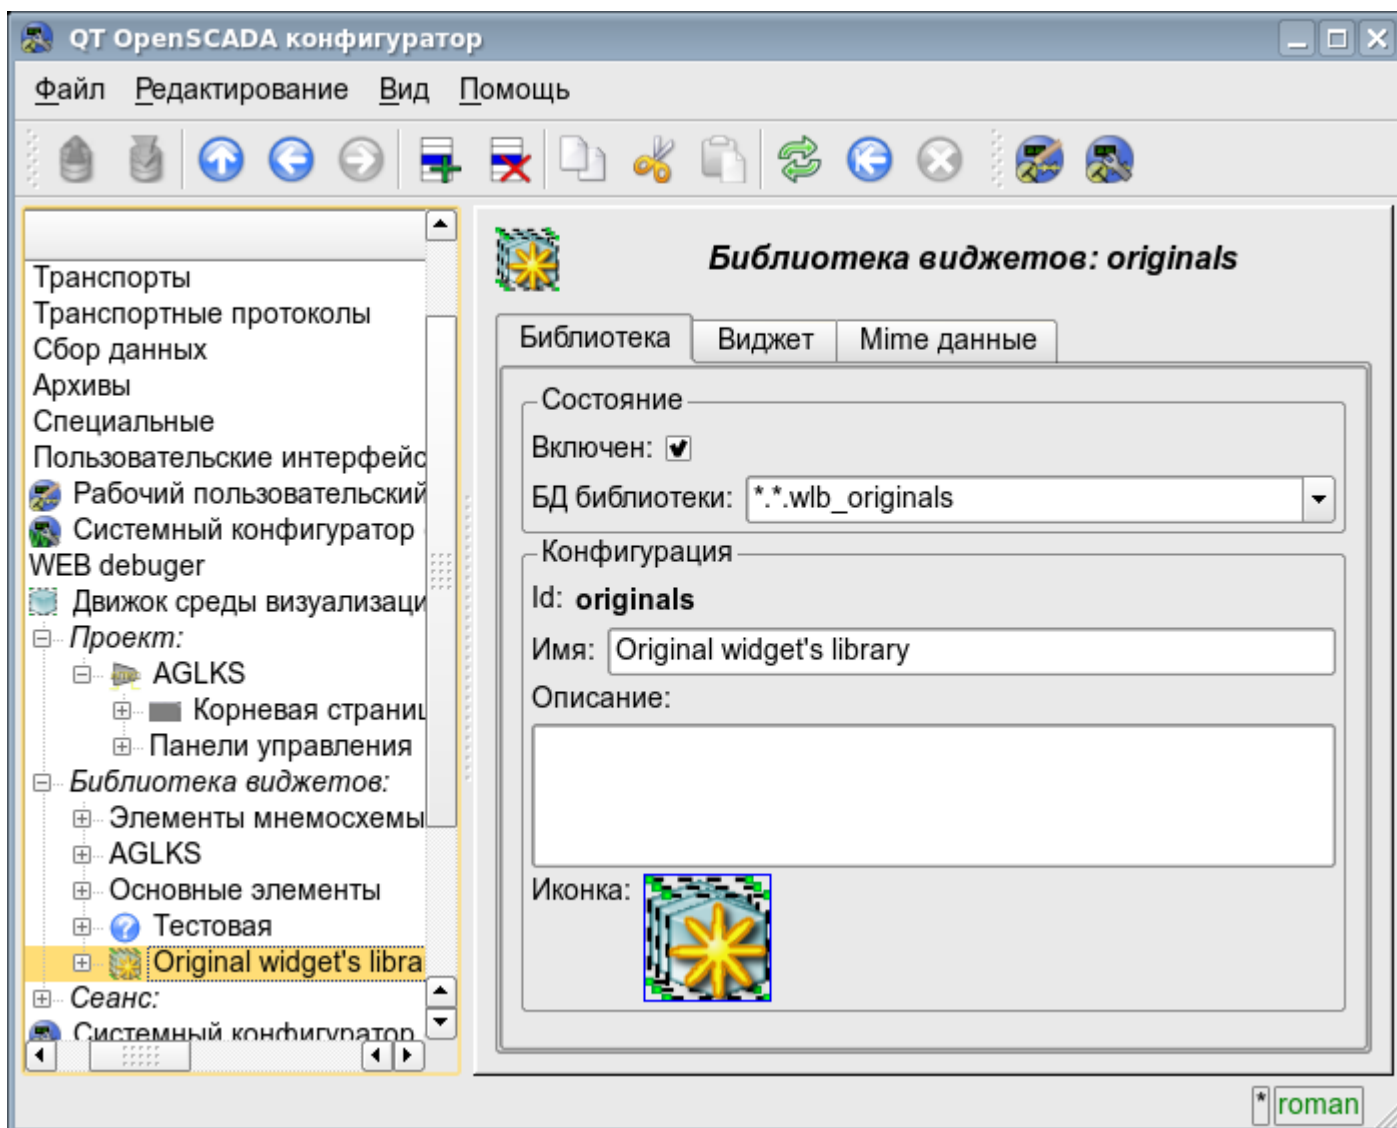 QT OpenSCADA конфигуратор
Файл Редактирование Вид Помощь
Транспорты
Транспортные протоколы
Сбор данных
Архивы
Специальные
Пользовательские интерфейс
Рабочий пользовательский
Системный конфигуратор
WEB debuger
Движок среды визуализаци
Проект:
AGLKS
Корневая страниц
Панели управления
Библиотека виджетов:
Элементы мнемосхемы
AGLKS
Основные элементы
Тестовая
Original widget's libra
Сеанс:
Системный конфигуратор
Библиотека виджетов: originals
Библиотека Виджет Mime данные
Состояние
Включен:
БД библиотеки: *.*.wlb_originals
Конфигурация
Id: originals
Имя: Original widget's library
Описание:
Иконка:
* roman